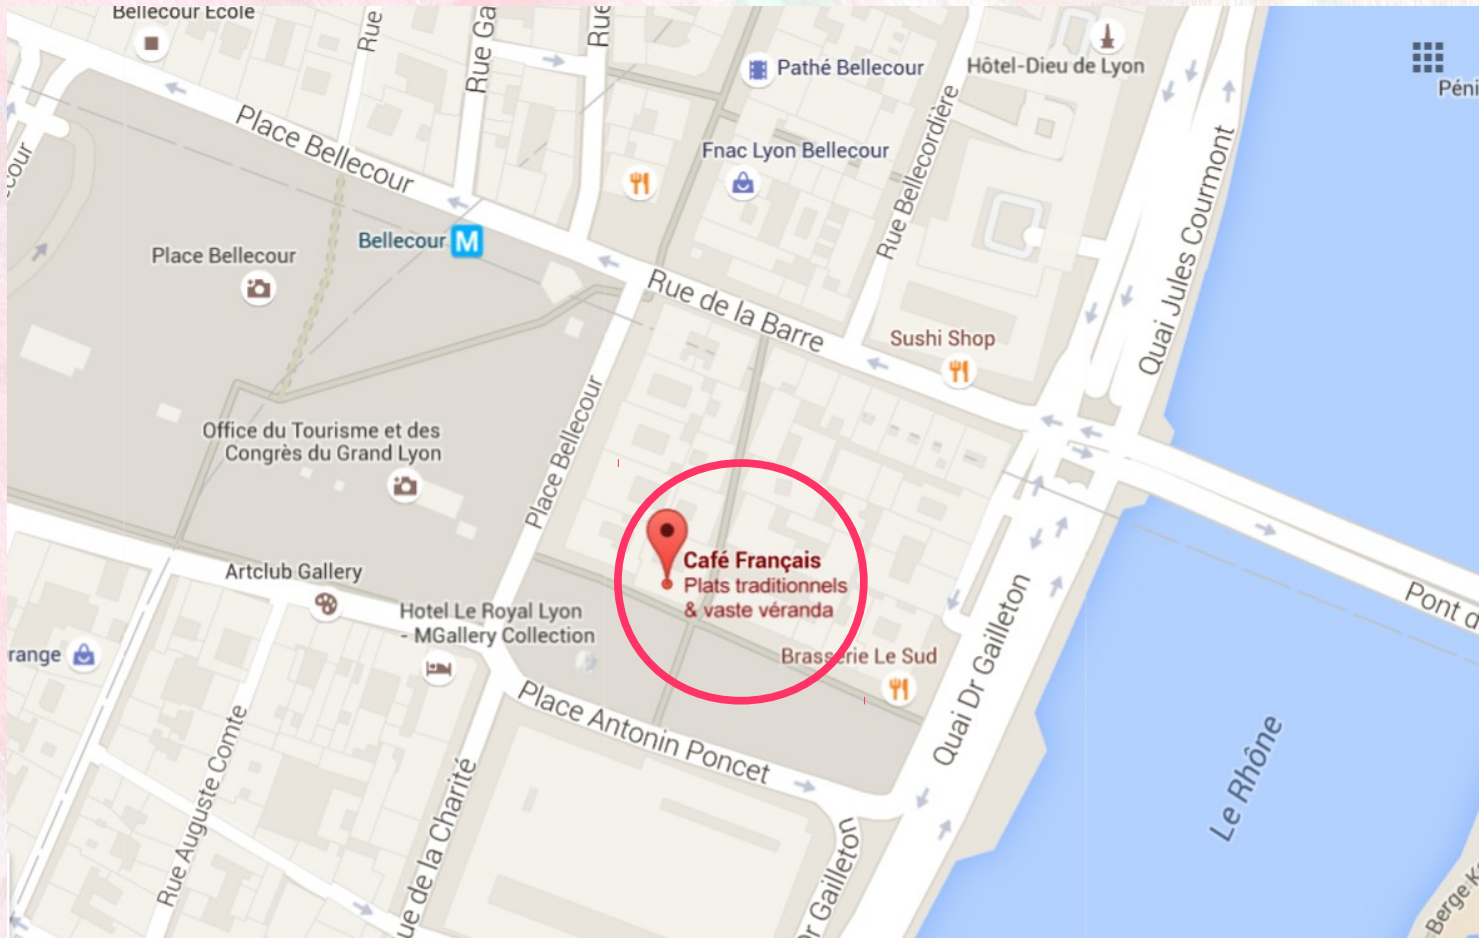 Bellecour École
Rue
Rue Ga
Rue
Pathé Bellecour
Hôtel-Dieu de Lyon
Péni
Place Bellecour
Fnac Lyon Bellecour
Rue Bellecordière
Quai Jules Courmont
ecour
Bellecour M
Place Bellecour
Rue de la Barre
Sushi Shop
Place Bellecour
Office du Tourisme et des
Congrès du Grand Lyon
Café Français
Plats traditionnels
& vaste véranda
Artclub Gallery
Hotel Le Royal Lyon
- MGallery Collection
Pont d
range
Brasserie Le Sud
Quai Dr Gailleton
Place Antonin Poncet
Le Rhône
Rue Auguste Comte
ue de la Charité
Dr Gailleton
Berge K